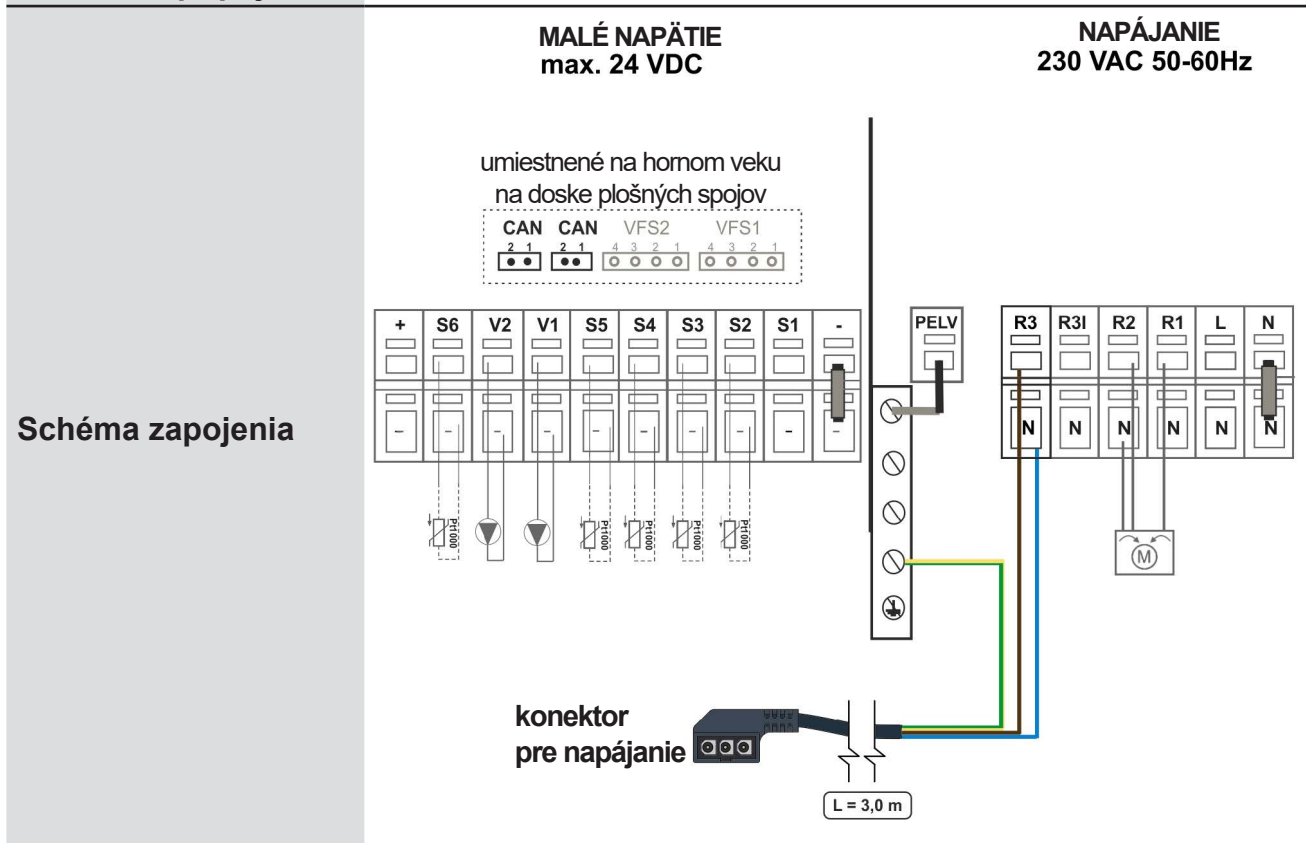 MALÉ NAPÄTIE
max. 24 VDC
NAPÁJANIE
230 VAC 50-60Hz
umiestnené na hornom veku
na doske plošných spojov
CAN CAN VFS2 VFS1
2 1 2 1 4 3 2 1 4 3 2 1
+ S6 V2 V1 S5 S4 S3 S2 S1 -
PELV
R3 R3I R2 R1 L N
- - - - - - - - - -
N N N N N N
Schéma zapojenia
Pt1000 Pt1000 Pt1000 Pt1000 Pt1000
M
konektor
pre napájanie
L = 3,0 m